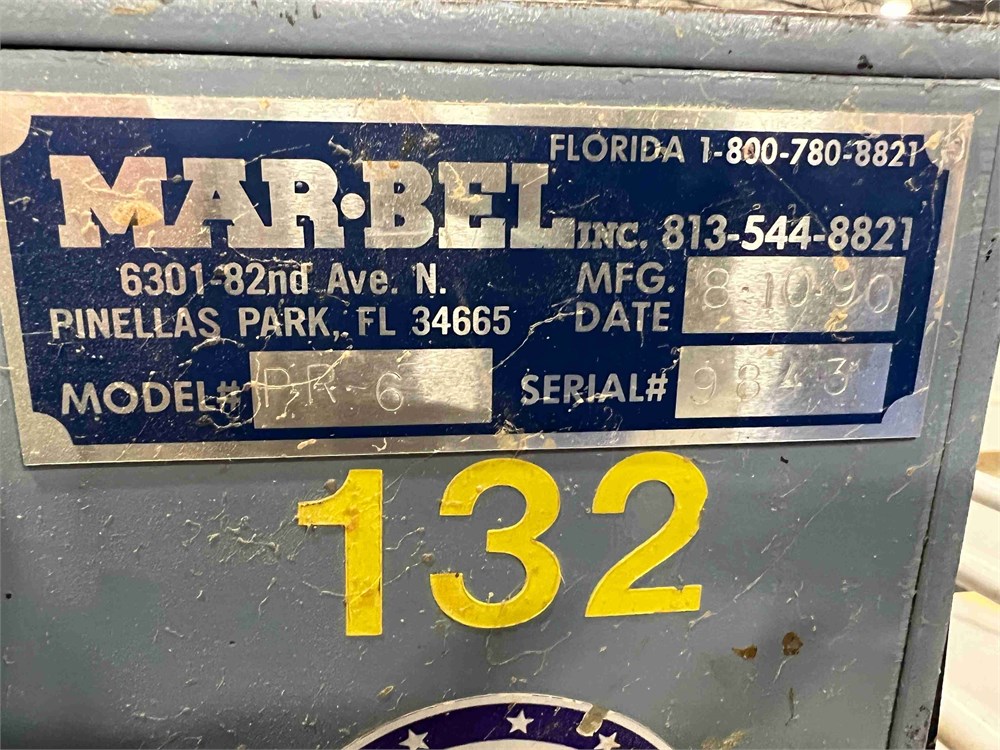 FLORIDA 1-800-780-8821
MAR•BEL INC. 813-544-8821
6301-82nd Ave. N.
PINELLAS PARK, FL 34665
MFG. DATE 8-10-90
MODEL# PR-6
SERIAL# 9843
132